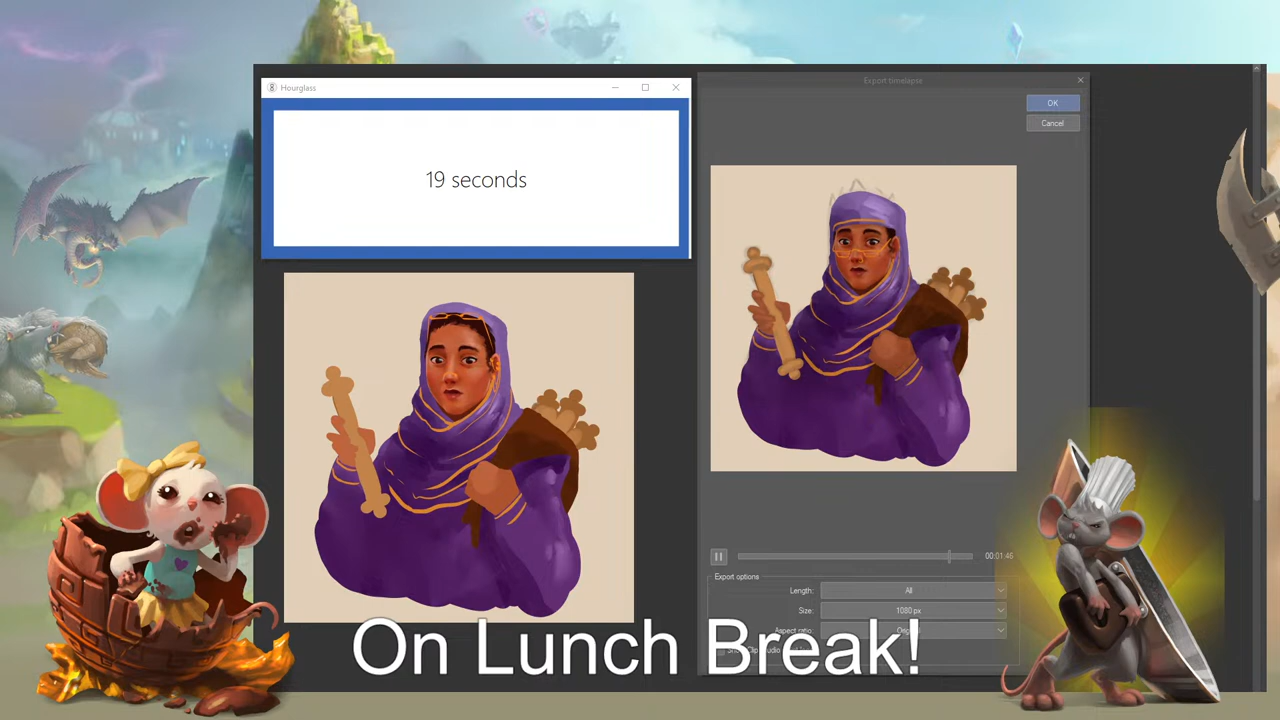 Hourglass
19 seconds
Export timelapse
OK
Cancel
00:01:46
Export options
Length:
All
Size:
1080 px
Aspect ratio:
On Lunch Break!